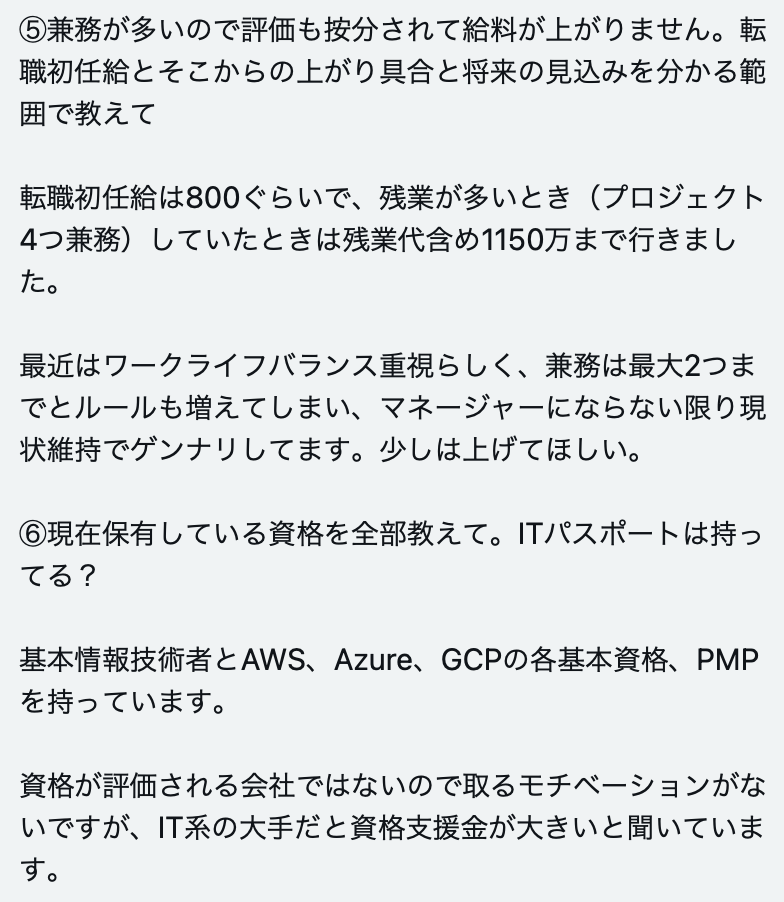 ⑤兼務が多いので評価も按分されて給料が上がりません。転
職初任給とそこからの上がり具合と将来の見込みを分かる範
囲で教えて
転職初任給は800ぐらいで、残業が多いとき（プロジェクト
4つ兼務）していたときは残業代含め1150万まで行きまし
た。
最近はワークライフバランス重視らしく、兼務は最大2つま
でとルールも増えてしまい、マネージャーにならない限り現
状維持でゲンナリしてます。少しは上げてほしい。
⑥現在保有している資格を全部教えて。ITパスポートは持っ
てる？
基本情報技術者とAWS、Azure、GCPの各基本資格、PMP
を持っています。
資格が評価される会社ではないので取るモチベーションがな
いですが、IT系の大手だと資格支援金が大きいと聞いていま
す。